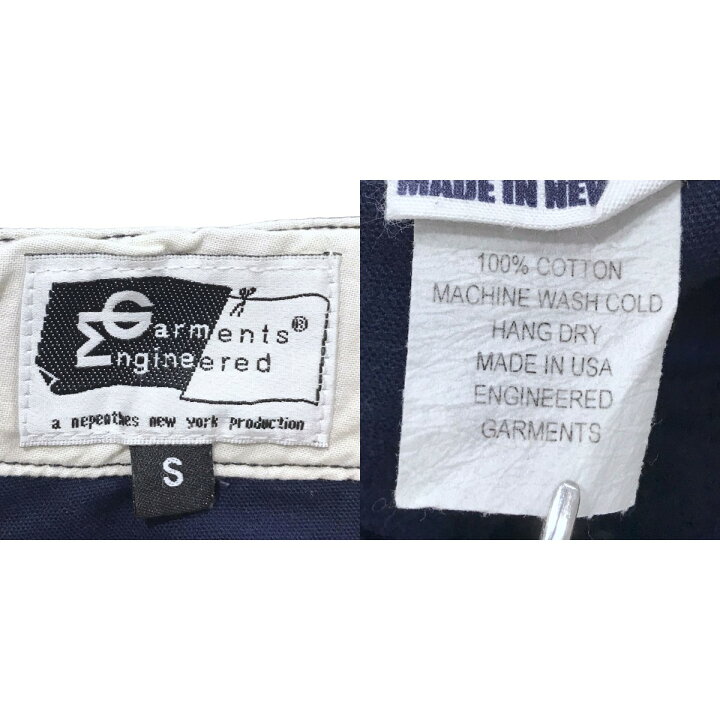 Garments®
Engineered
a nepenthes new york production
S
MADE IN NEW
100% COTTON
MACHINE WASH COLD
HANG DRY
MADE IN USA
ENGINEERED
GARMENTS